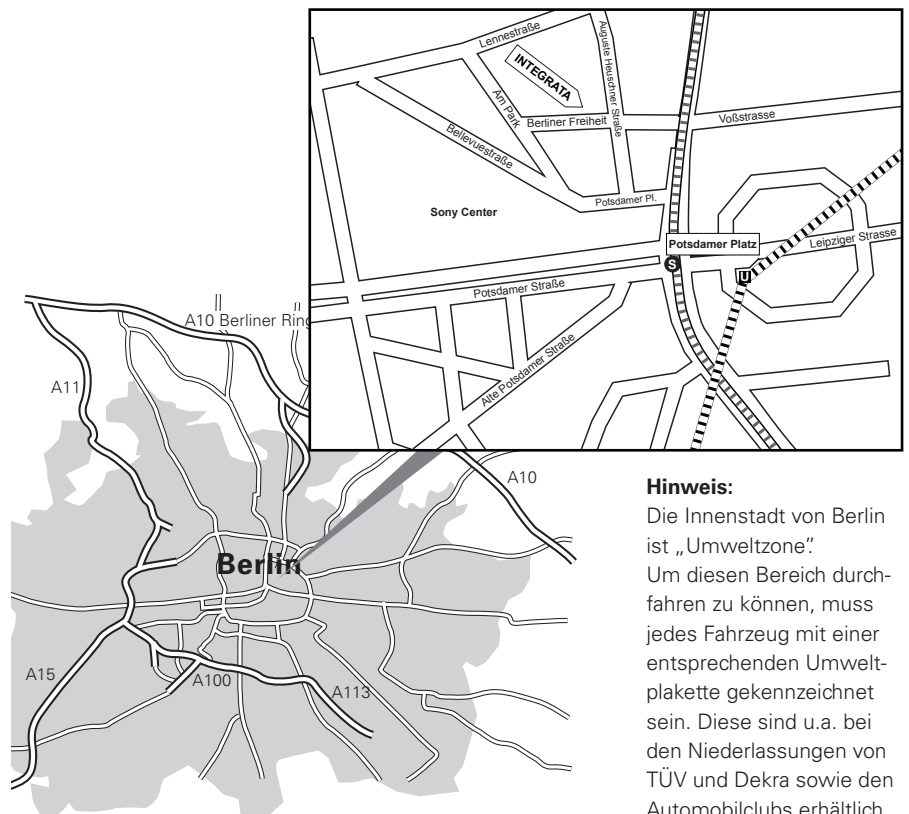 Lennestraße
INTEGRATA
Auguste Heuschner Straße
Am Park
Berliner Freiheit
Voßstrasse
Bellevuestraße
Potsdamer Pl.
Sony Center
Potsdamer Platz
Leipziger Strasse
S
U
Potsdamer Straße
Alte Potsdamer Straße
A10 Berliner Ring
A11
A10
Berlin
A15
A100
A113
Hinweis:
Die Innenstadt von Berlin
ist „Umweltzone”.
Um diesen Bereich durch-
fahren zu können, muss
jedes Fahrzeug mit einer
entsprechenden Umwelt-
plakette gekennzeichnet
sein. Diese sind u.a. bei
den Niederlassungen von
TÜV und Dekra sowie den
Automobilclubs erhältlich